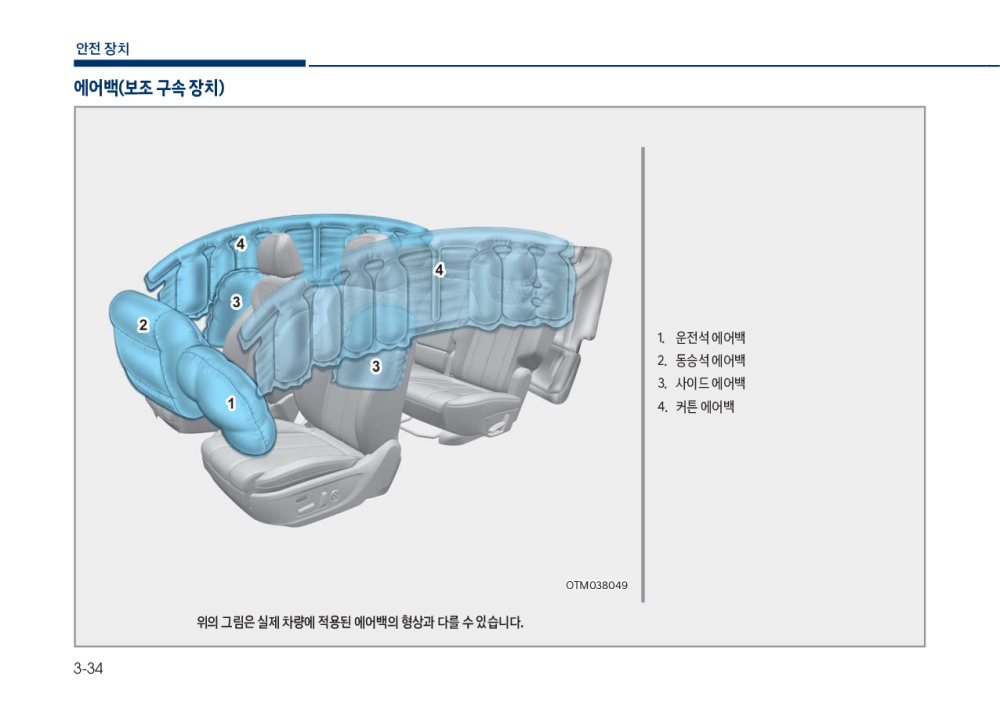 안전 장치
에어백(보조 구속 장치)
4
4
3
2
3
1
1. 운전석 에어백
2. 동승석 에어백
3. 사이드 에어백
4. 커튼 에어백
OTM038049
위의 그림은 실제 차량에 적용된 에어백의 형상과 다를 수 있습니다.
3-34